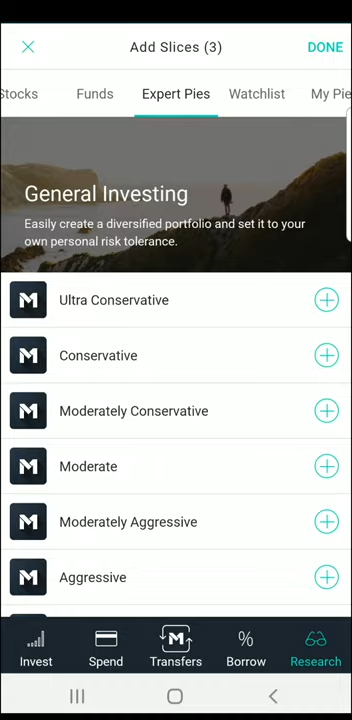 Add Slices (3)
DONE
Stocks
Funds
Expert Pies
Watchlist
My Pie
General Investing
Easily create a diversified portfolio and set it to your
own personal risk tolerance.
M Ultra Conservative
M Conservative
M Moderately Conservative
M Moderate
M Moderately Aggressive
M Aggressive
Invest
Spend
M Transfers
% Borrow
Research